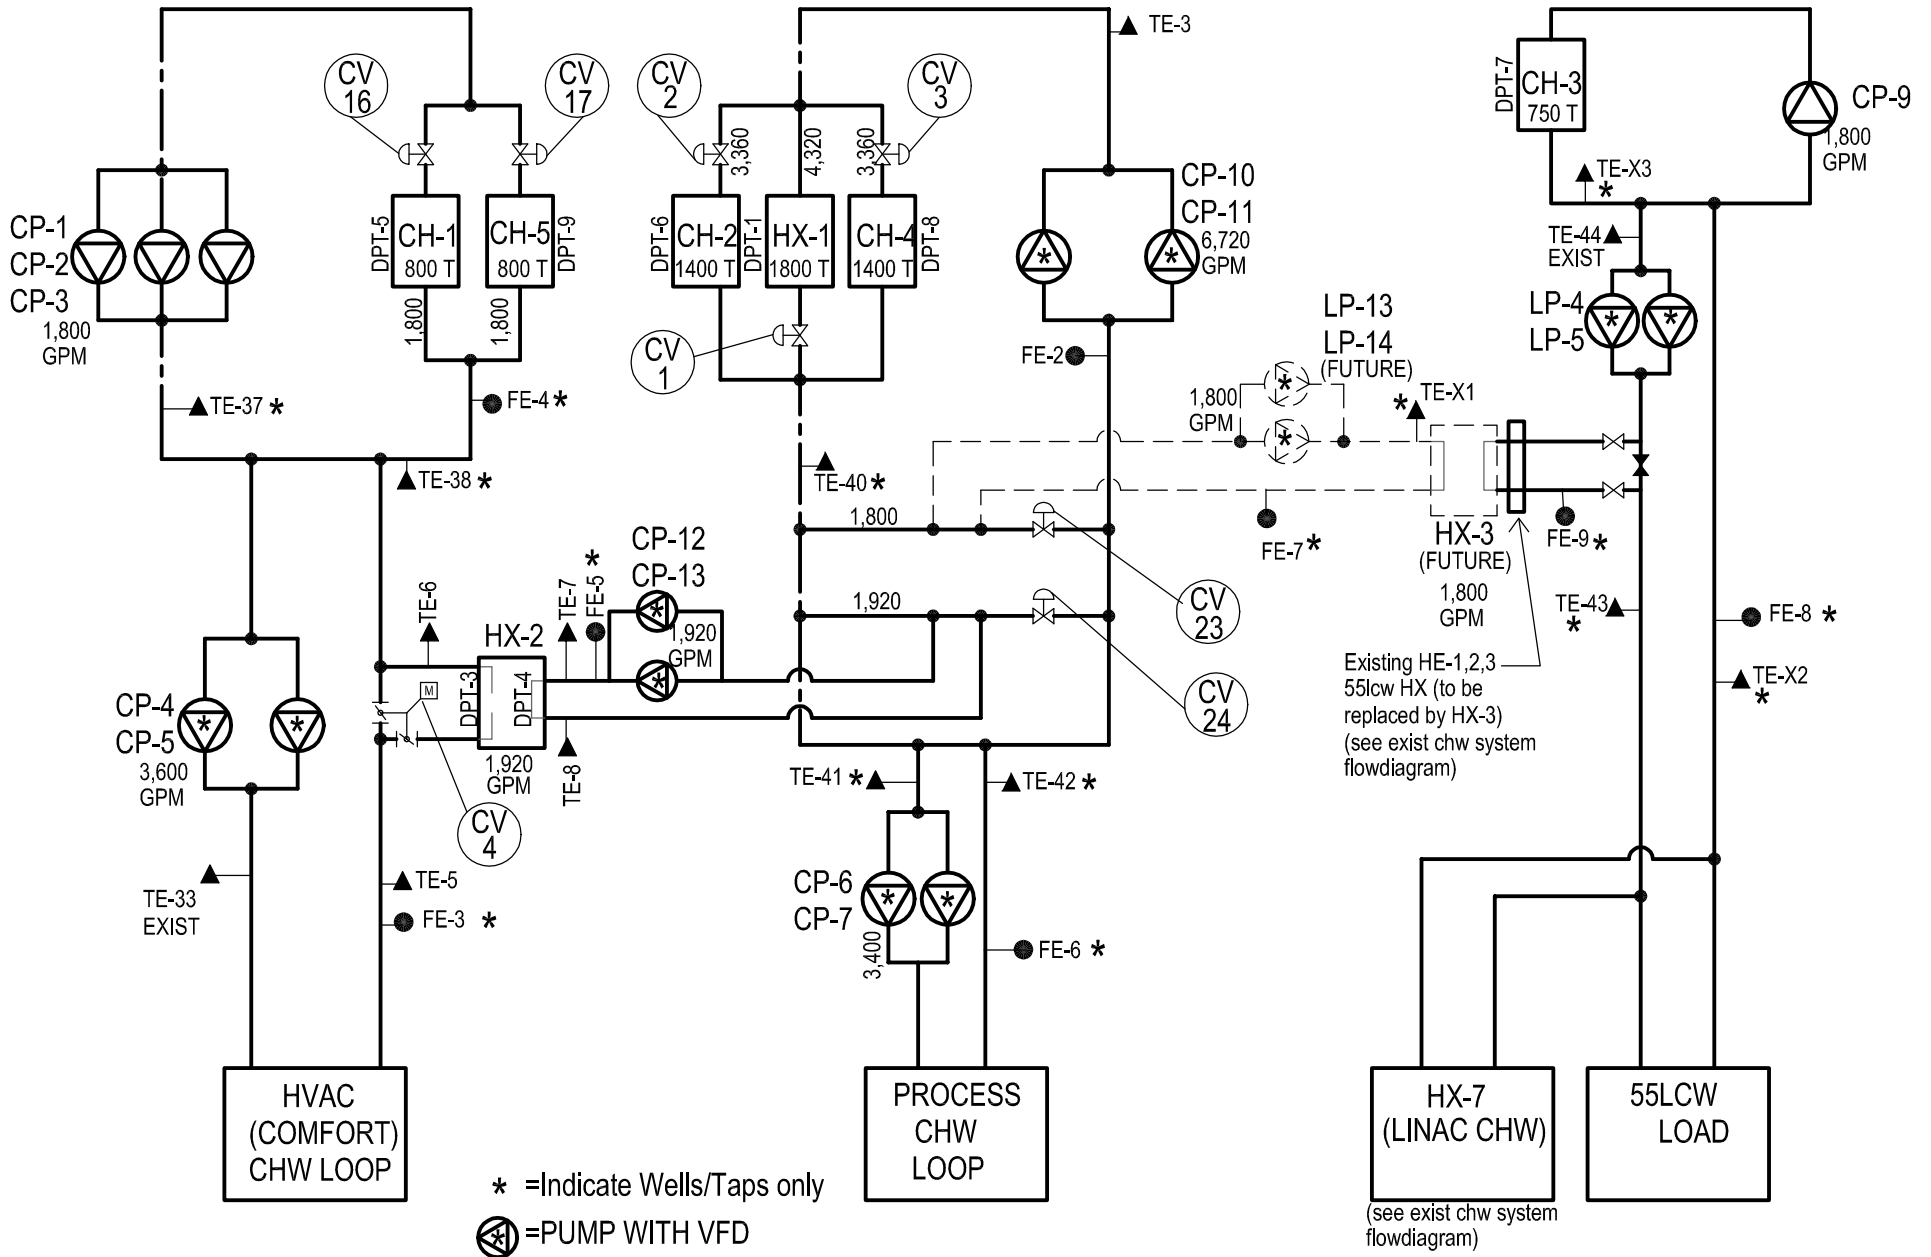 TE-3
CV
16
CV
17
CV
2
CV
3
DPT-7
CH-3
750 T
CP-9
1,800
GPM
3,360
4,320
3,360
TE-X3
*
CP-1
CP-2
CP-3
1,800
GPM
DPT-5
CH-1
800 T
CH-5
800 T
DPT-9
DPT-6
CH-2
1400 T
DPT-1
HX-1
1800 T
CH-4
1400 T
DPT-8
CP-10
CP-11
6,720
GPM
*
*
TE-44
EXIST
LP-4
LP-5
*
*
1,800
1,800
CV
1
FE-2
LP-13
LP-14
(FUTURE)
1,800
GPM
*
*
* TE-X1
TE-37 *
FE-4 *
TE-38 *
TE-40 *
1,800
FE-7 *
HX-3
(FUTURE)
1,800
GPM
FE-9 *
CP-12
CP-13
*
*
1,920
GPM
TE-6
HX-2
TE-7
FE-5 *
1,920
CV
23
CV
24
TE-43
*
FE-8 *
TE-X2
*
Existing HE-1,2,3
55lcw HX (to be
replaced by HX-3)
(see exist chw system
flowdiagram)
CP-4
CP-5
3,600
GPM
*
*
M
DPT-3
DPT-4
1,920
GPM
TE-8
CV
4
TE-41 *
TE-42 *
TE-33
EXIST
TE-5
FE-3 *
CP-6
CP-7
3,400
*
*
FE-6 *
HVAC
(COMFORT)
CHW LOOP
PROCESS
CHW
LOOP
HX-7
(LINAC CHW)
55LCW
LOAD
(see exist chw system
flowdiagram)
* =Indicate Wells/Taps only
* =PUMP WITH VFD